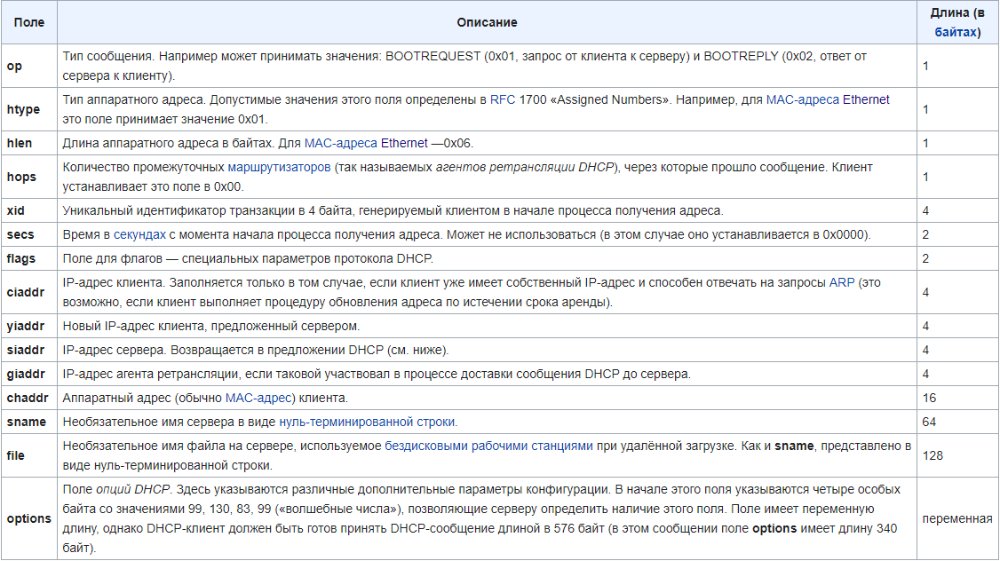 Поле Описание Длина (в
байтах)
op Тип сообщения. Например может принимать значения: BOOTREQUEST (0x01, запрос от клиента к серверу) и BOOTREPLY (0x02, ответ от 1
сервера к клиенту).
htype Тип аппаратного адреса. Допустимые значения этого поля определены в RFC 1700 «Assigned Numbers». Например, для MAC-адреса Ethernet 1
это поле принимает значение 0x01.
hlen Длина аппаратного адреса в байтах. Для MAC-адреса Ethernet —0x06. 1
hops Количество промежуточных маршрутизаторов (так называемых агентов ретрансляции DHCP), через которые прошло сообщение. Клиент 1
устанавливает это поле в 0x00.
xid Уникальный идентификатор транзакции в 4 байта, генерируемый клиентом в начале процесса получения адреса. 4
secs Время в секундах с момента начала процесса получения адреса. Может не использоваться (в этом случае оно устанавливается в 0x0000). 2
flags Поле для флагов — специальных параметров протокола DHCP. 2
ciaddr IP-адрес клиента. Заполняется только в том случае, если клиент уже имеет собственный IP-адрес и способен отвечать на запросы ARP (это 4
возможно, если клиент выполняет процедуру обновления адреса по истечении срока аренды).
yiaddr Новый IP-адрес клиента, предложенный сервером. 4
siaddr IP-адрес сервера. Возвращается в предложении DHCP (см. ниже). 4
giaddr IP-адрес агента ретрансляции, если таковой участвовал в процессе доставки сообщения DHCP до сервера. 4
chaddr Аппаратный адрес (обычно MAC-адрес) клиента. 16
sname Необязательное имя сервера в виде нуль-терминированной строки. 64
file Необязательное имя файла на сервере, используемое бездисковыми рабочими станциями при удалённой загрузке. Как и sname, представлено в 128
виде нуль-терминированной строки.
options Поле опций DHCP. Здесь указываются различные дополнительные параметры конфигурации. В начале этого поля указываются четыре особых переменная
байта со значениями 99, 130, 83, 99 («волшебные числа»), позволяющие серверу определить наличие этого поля. Поле имеет переменную
длину, однако DHCP-клиент должен быть готов принять DHCP-сообщение длиной в 576 байт (в этом сообщении поле options имеет длину 340
байт).